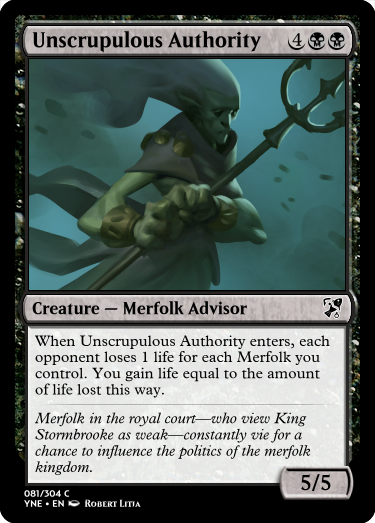 Unscrupulous Authority 4
Creature — Merfolk Advisor
When Unscrupulous Authority enters, each
opponent loses 1 life for each Merfolk you
control. You gain life equal to the amount
of life lost this way.
Merfolk in the royal court—who view King
Stormbrooke as weak—constantly vie for a
chance to influence the politics of the merfolk
kingdom.
5/5
081/304 C
YNE • EN Robert Litia